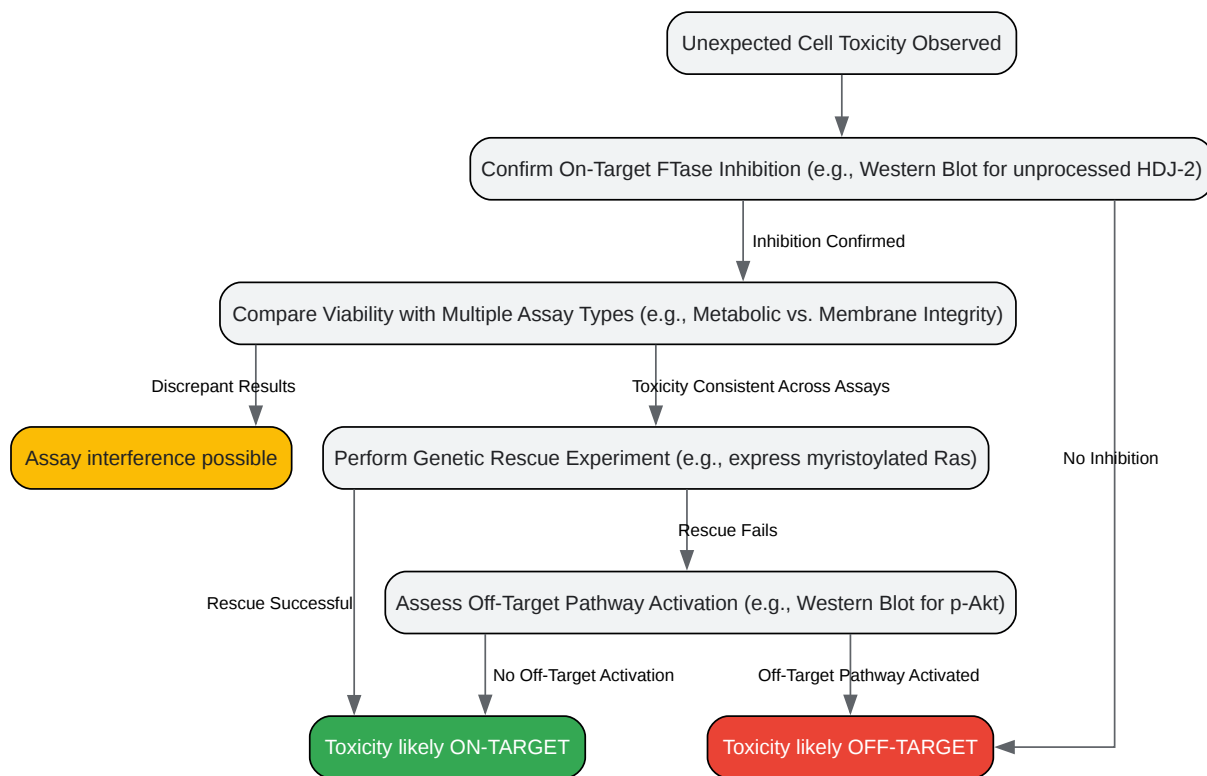 Unexpected Cell Toxicity Observed
Confirm On-Target FTase Inhibition (e.g., Western Blot for unprocessed HDJ-2)
Inhibition Confirmed
Compare Viability with Multiple Assay Types (e.g., Metabolic vs. Membrane Integrity)
Discrepant Results
Toxicity Consistent Across Assays
Assay interference possible
Perform Genetic Rescue Experiment (e.g., express myristoylated Ras)
No Inhibition
Rescue Fails
Rescue Successful
Assess Off-Target Pathway Activation (e.g., Western Blot for p-Akt)
No Off-Target Activation
Off-Target Pathway Activated
Toxicity likely ON-TARGET
Toxicity likely OFF-TARGET